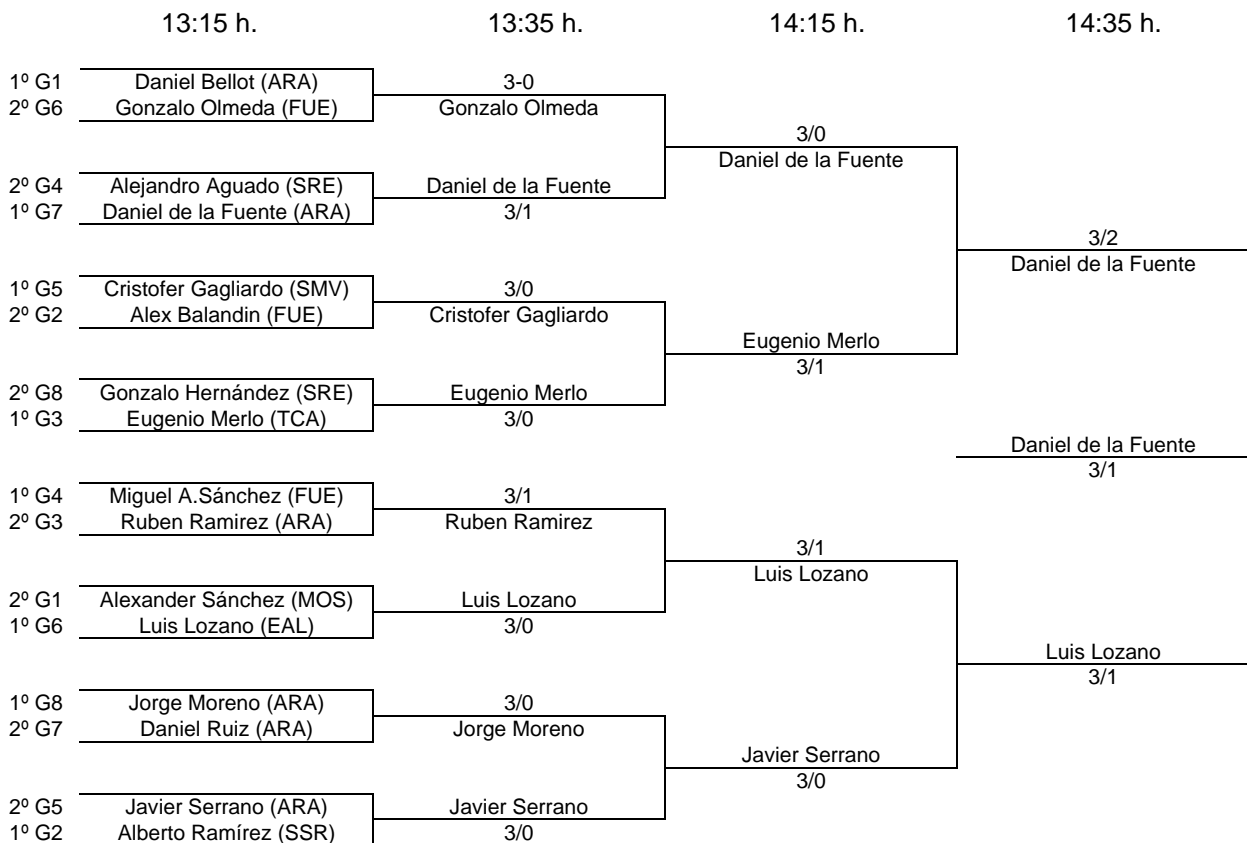 13:15 h. 13:35 h. 14:15 h. 14:35 h.
1º G1 Daniel Bellot (ARA) 3-0
2º G6 Gonzalo Olmeda (FUE) Gonzalo Olmeda
3/0
Daniel de la Fuente
2º G4 Alejandro Aguado (SRE) Daniel de la Fuente
1º G7 Daniel de la Fuente (ARA) 3/1
3/2
Daniel de la Fuente
1º G5 Cristofer Gagliardo (SMV) 3/0
2º G2 Alex Balandin (FUE) Cristofer Gagliardo
Eugenio Merlo
3/1
2º G8 Gonzalo Hernández (SRE) Eugenio Merlo
1º G3 Eugenio Merlo (TCA) 3/0
Daniel de la Fuente
3/1
1º G4 Miguel A.Sánchez (FUE) 3/1
2º G3 Ruben Ramirez (ARA) Ruben Ramirez
3/1
Luis Lozano
2º G1 Alexander Sánchez (MOS) Luis Lozano
1º G6 Luis Lozano (EAL) 3/0
Luis Lozano
3/1
1º G8 Jorge Moreno (ARA) 3/0
2º G7 Daniel Ruiz (ARA) Jorge Moreno
Javier Serrano
3/0
2º G5 Javier Serrano (ARA) Javier Serrano
1º G2 Alberto Ramírez (SSR) 3/0